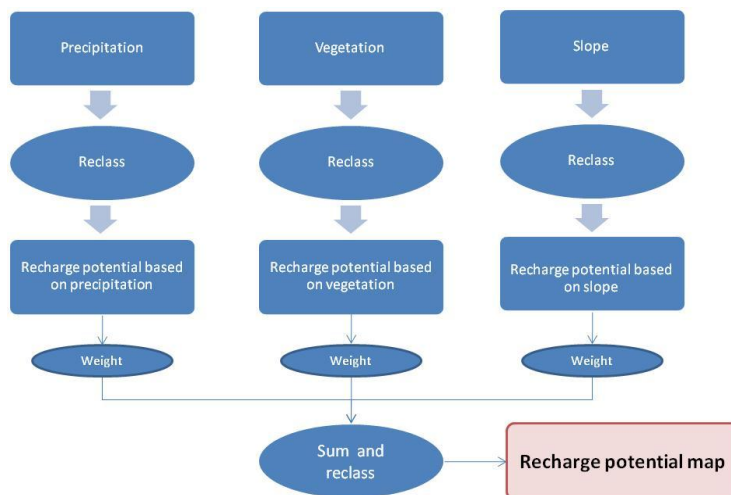 Precipitation
Vegetation
Slope
Reclass
Reclass
Reclass
Recharge potential based
on precipitation
Recharge potential based
on vegetation
Recharge potential based
on slope
Weight
Weight
Weight
Sum and
reclass
Recharge potential map